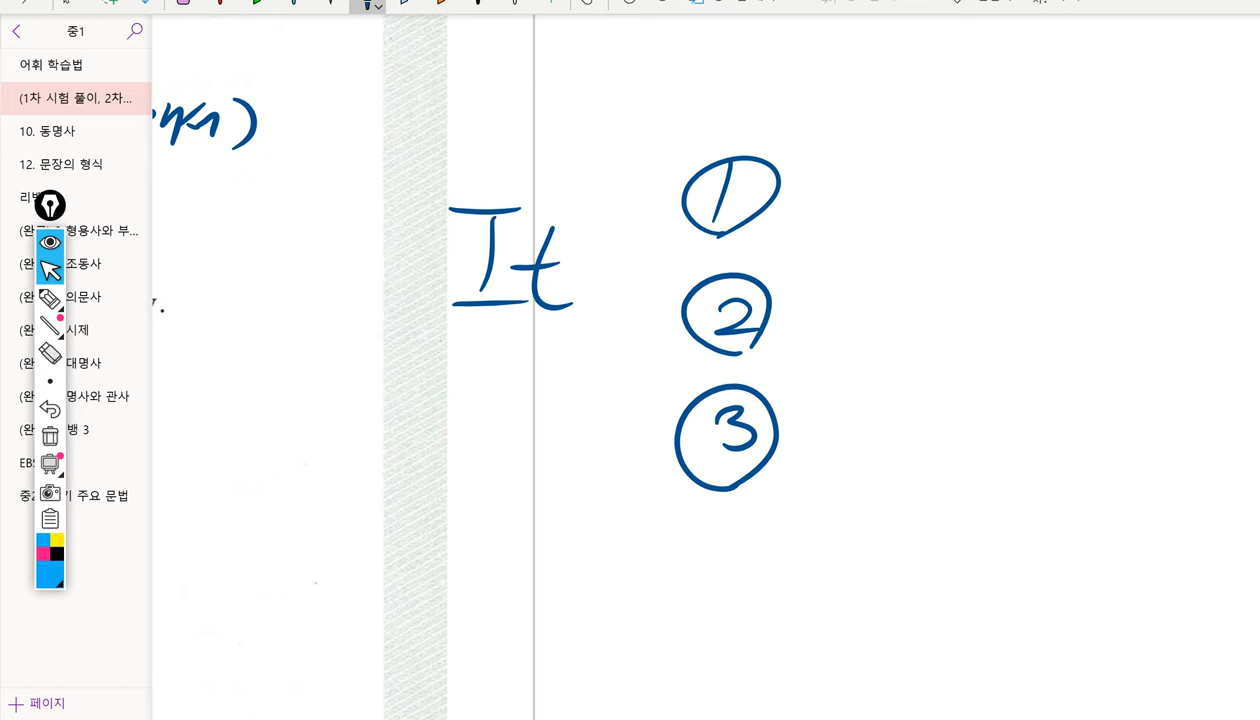 중1
어휘 학습법
(1차 시험 풀이, 2차...
10. 동명사
12. 문장의 형식
형용사와 부...
조동사
의문사
시제
대명사
명사와 관사
3
주요 문법
페이지
It
①
②
③